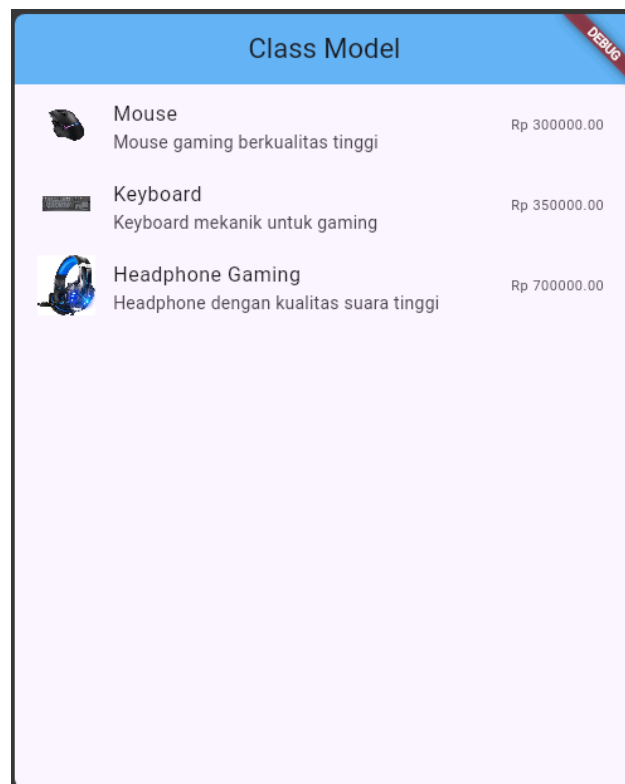 Class Model
DEBUG
Mouse
Mouse gaming berkualitas tinggi
Rp 300000.00
Keyboard
Keyboard mekanik untuk gaming
Rp 350000.00
Headphone Gaming
Headphone dengan kualitas suara tinggi
Rp 700000.00